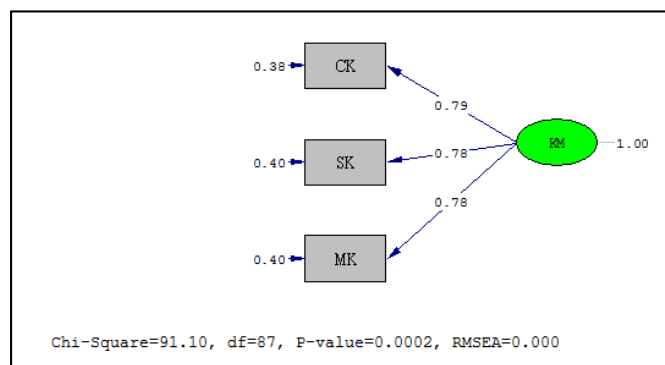 0.38 CK
0.79
KM 1.00
0.40 SK 0.78
0.78
0.40 MK
Chi-Square=91.10, df=87, P-value=0.0002, RMSEA=0.000